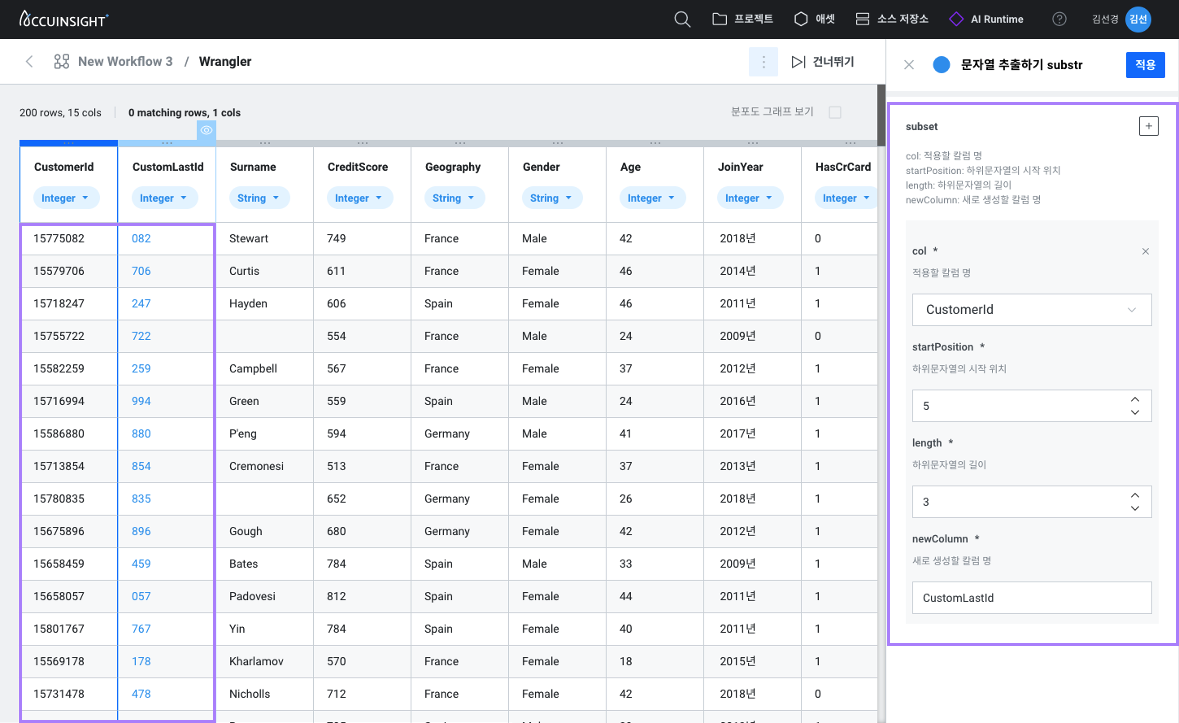 ACCUINSIGHT+
프로젝트
애셋
소스 저장소
AI Runtime
김선경
김선
New Workflow 3 / Wrangler
건너뛰기
문자열 추출하기 substr
적용
200 rows, 15 cols
0 matching rows, 1 cols
분포도 그래프 보기
CustomerId CustomLastId Surname CreditScore Geography Gender Age JoinYear HasCrCard
Integer Integer String Integer String String Integer Integer Integer
15775082 082 Stewart 749 France Male 42 2018년 0
15579706 706 Curtis 611 France Female 46 2014년 1
15718247 247 Hayden 606 Spain Female 46 2011년 1
15755722 722 554 France Male 24 2009년 0
15582259 259 Campbell 567 France Female 37 2012년 1
15716994 994 Green 559 Spain Male 24 2016년 1
15586880 880 P'eng 594 Germany Male 41 2017년 1
15713854 854 Cremonesi 513 France Female 37 2013년 1
15780835 835 652 Germany Female 26 2018년 1
15675896 896 Gough 680 Germany Female 42 2012년 1
15658459 459 Bates 784 Spain Male 33 2009년 1
15658057 057 Padovesi 812 Spain Female 44 2011년 1
15801767 767 Yin 784 Spain Female 40 2011년 1
15569178 178 Kharlamov 570 France Female 18 2015년 1
15731478 478 Nicholls 712 France Female 42 2018년 0
subset
col: 적용할 칼럼 명
startPosition: 하위문자열의 시작 위치
length: 하위문자열의 길이
newColumn: 새로 생성할 칼럼 명
col *
적용할 칼럼 명
CustomerId
startPosition *
하위문자열의 시작 위치
5
length *
하위문자열의 길이
3
newColumn *
새로 생성할 칼럼 명
CustomLastId